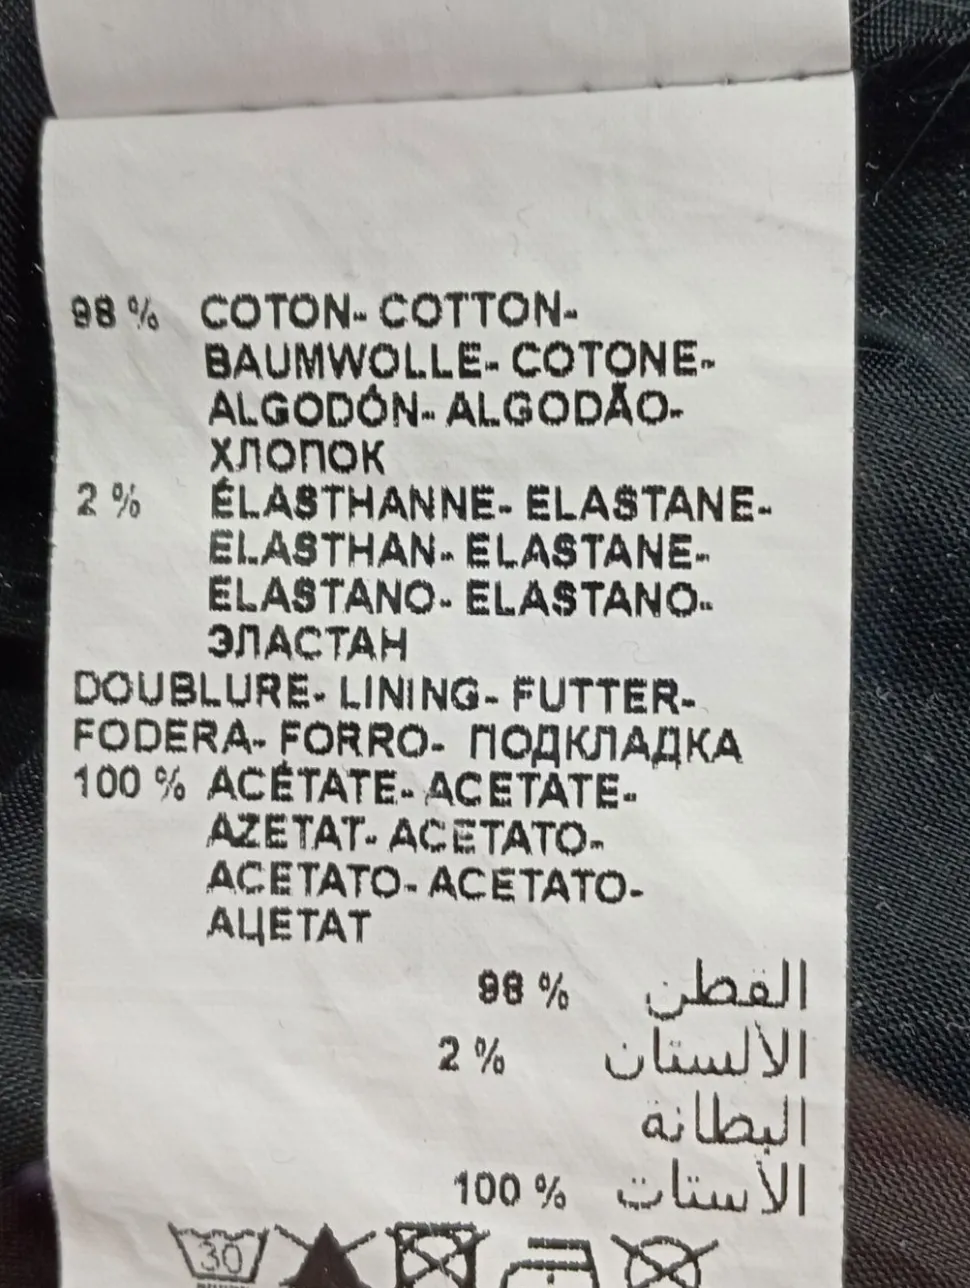 98 % COTON- COTTON-
BAUMWOLLE- COTONE-
ALGODÓN- ALGODÃO-
ХЛОПОК
2 % ÉLASTHANNE- ELASTANE-
ELASTHAN- ELASTANE-
ELASTANO- ELASTANO-
ЭЛАСТАН
DOUBLURE- LINING- FUTTER-
FODERA- FORRO- ПОДКЛАДКА
100 % ACÉTATE- ACETATE-
AZETAT- ACETATO-
ACETATO- ACETATO-
АЦЕТАТ
القطن 98 %
الألستان 2 %
البطانة
الأستات 100 %
30